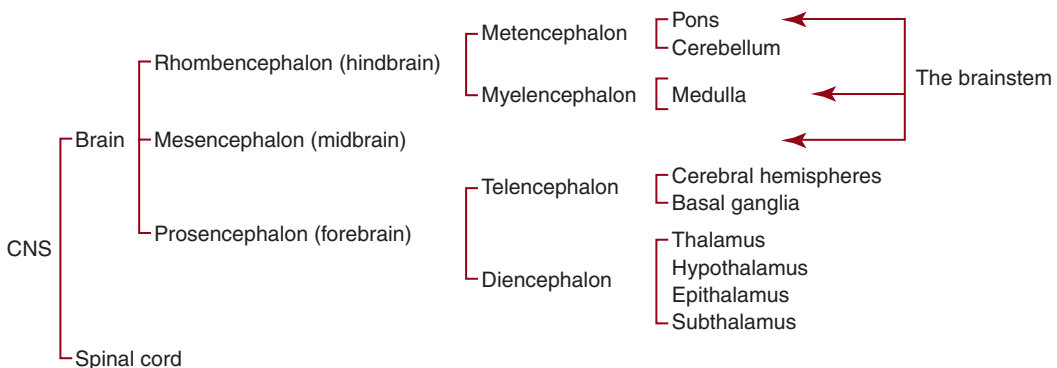 CNS
Brain
Rhombencephalon (hindbrain)
Metencephalon
Pons
Cerebellum
Myelencephalon
Medulla
The brainstem
Mesencephalon (midbrain)
Prosencephalon (forebrain)
Telencephalon
Cerebral hemispheres
Basal ganglia
Diencephalon
Thalamus
Hypothalamus
Epithalamus
Subthalamus
Spinal cord